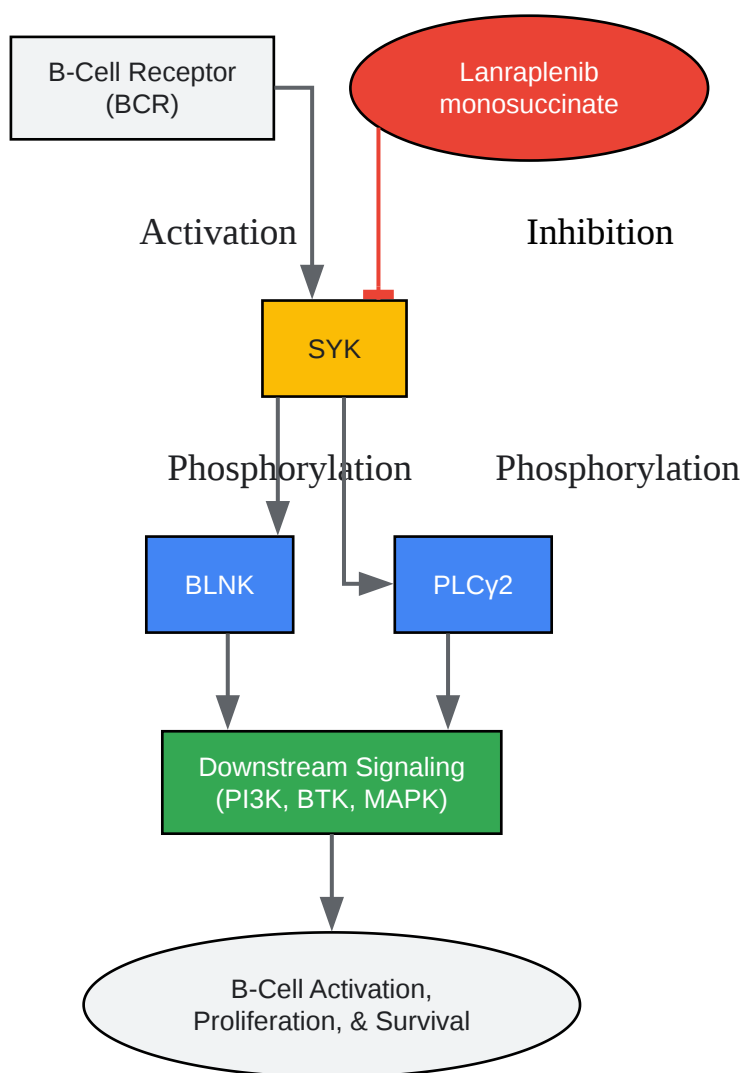 B-Cell Receptor
(BCR)
Lanraplenib
monosuccinate
Activation
Inhibition
SYK
Phosphorylation
Phosphorylation
BLNK
PLCγ2
Downstream Signaling
(PI3K, BTK, MAPK)
B-Cell Activation,
Proliferation, & Survival